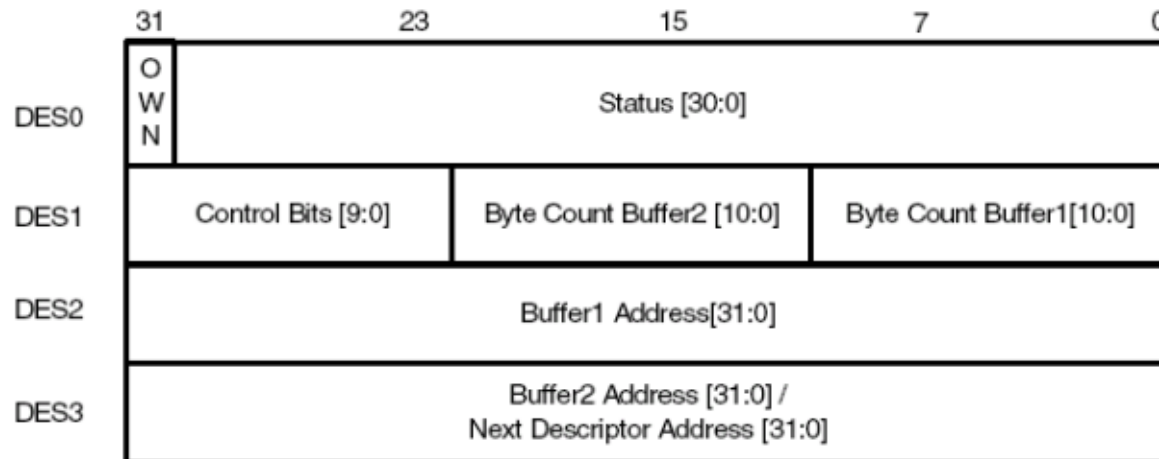 31 23 15 7 0
O
W
N
DES0 Status [30:0]
DES1 Control Bits [9:0] Byte Count Buffer2 [10:0] Byte Count Buffer1[10:0]
DES2 Buffer1 Address[31:0]
DES3 Buffer2 Address [31:0] /
Next Descriptor Address [31:0]